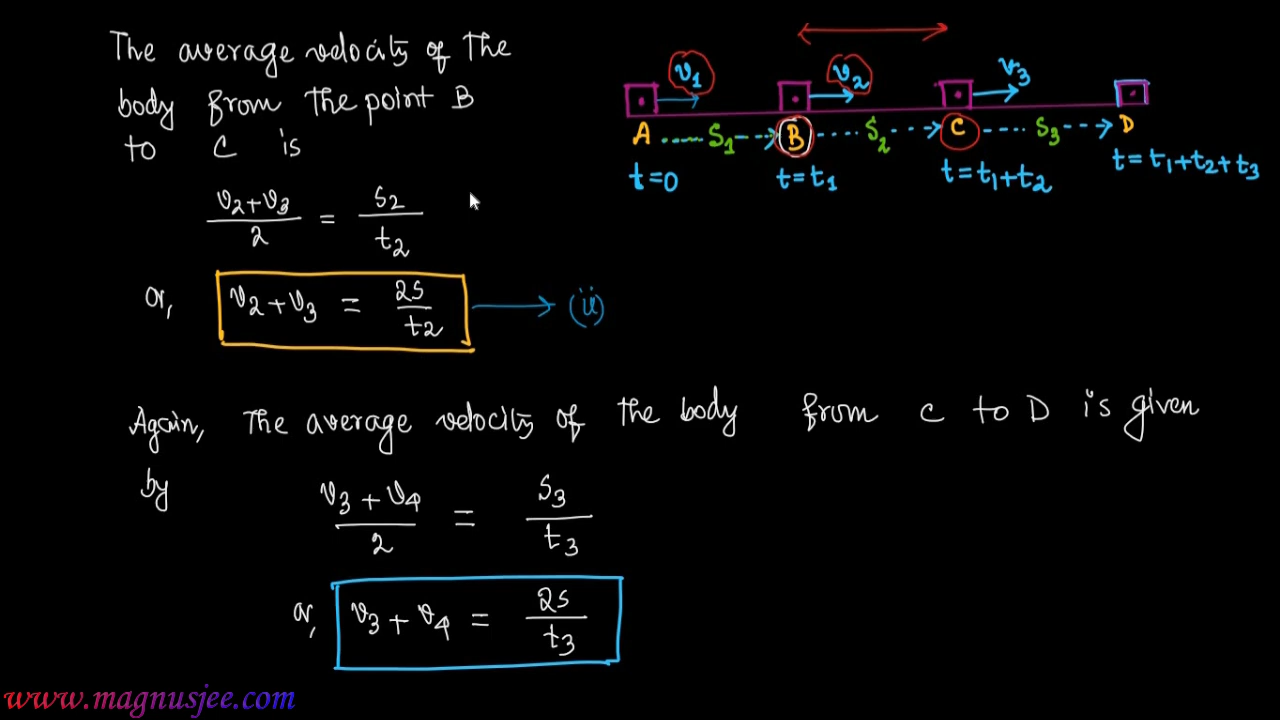 The average velocity of the
body from the point B
to C is
v2+v3/2 = S2/t2
or, v2+v3 = 2S/t2 → (ii)
v1 v2 v3
A S1 B S2 C S3 D
t=0 t=t1 t=t1+t2 t=t1+t2+t3
Again, the average velocity of the body from C to D is given
by
v3+v4/2 = S3/t3
or, v3+v4 = 2S/t3
www.magnusjee.com